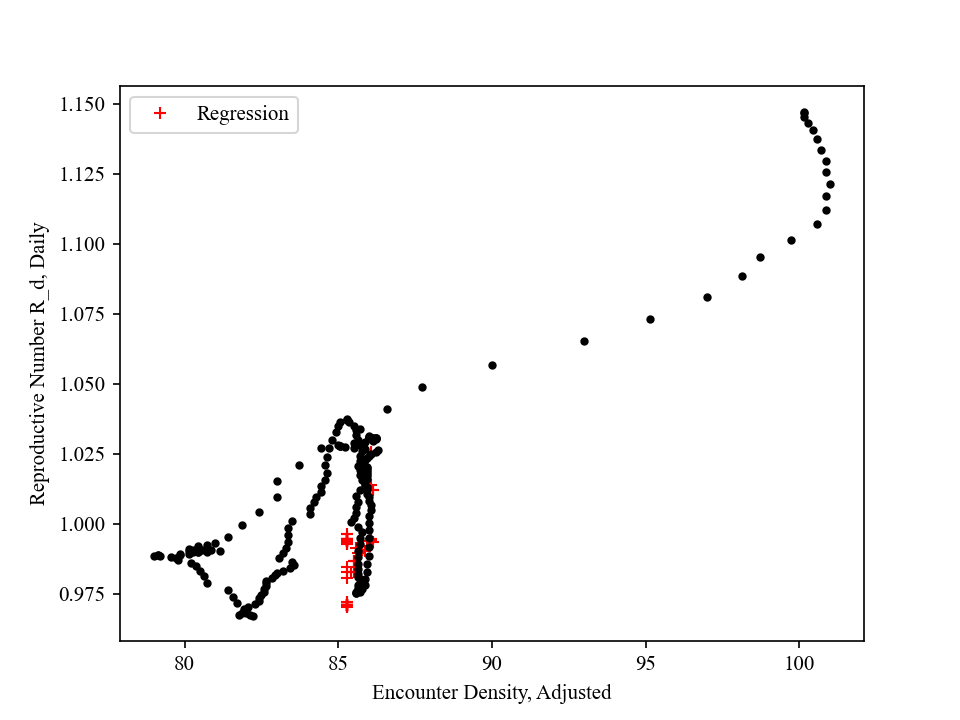 Regression
1.150
1.125
1.100
1.075
1.050
1.025
1.000
0.975
Reproductive Number R_d, Daily
80 85 90 95 100
Encounter Density, Adjusted